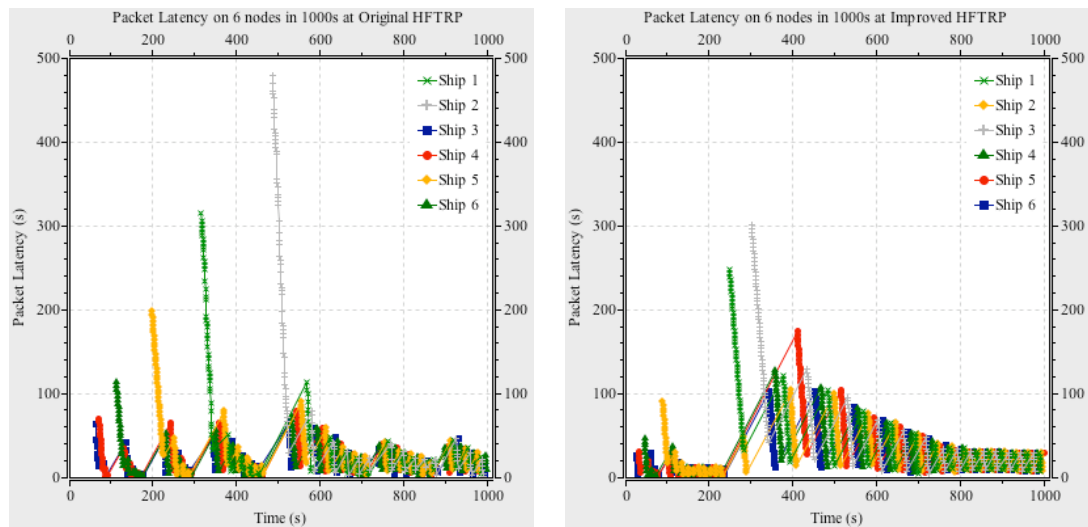 Packet Latency on 6 nodes in 1000s at Original HFTRP
0 200 400 600 800 1000
500 500
400 400
300 300
200 200
100 100
0 0
Packet Latency (s)
Ship 1
Ship 2
Ship 3
Ship 4
Ship 5
Ship 6
0 200 400 600 800 1000
Time (s)
Packet Latency on 6 nodes in 1000s at Improved HFTRP
0 200 400 600 800 1000
500 500
400 400
300 300
200 200
100 100
0 0
Packet Latency (s)
Ship 1
Ship 2
Ship 3
Ship 4
Ship 5
Ship 6
0 200 400 600 800 1000
Time (s)